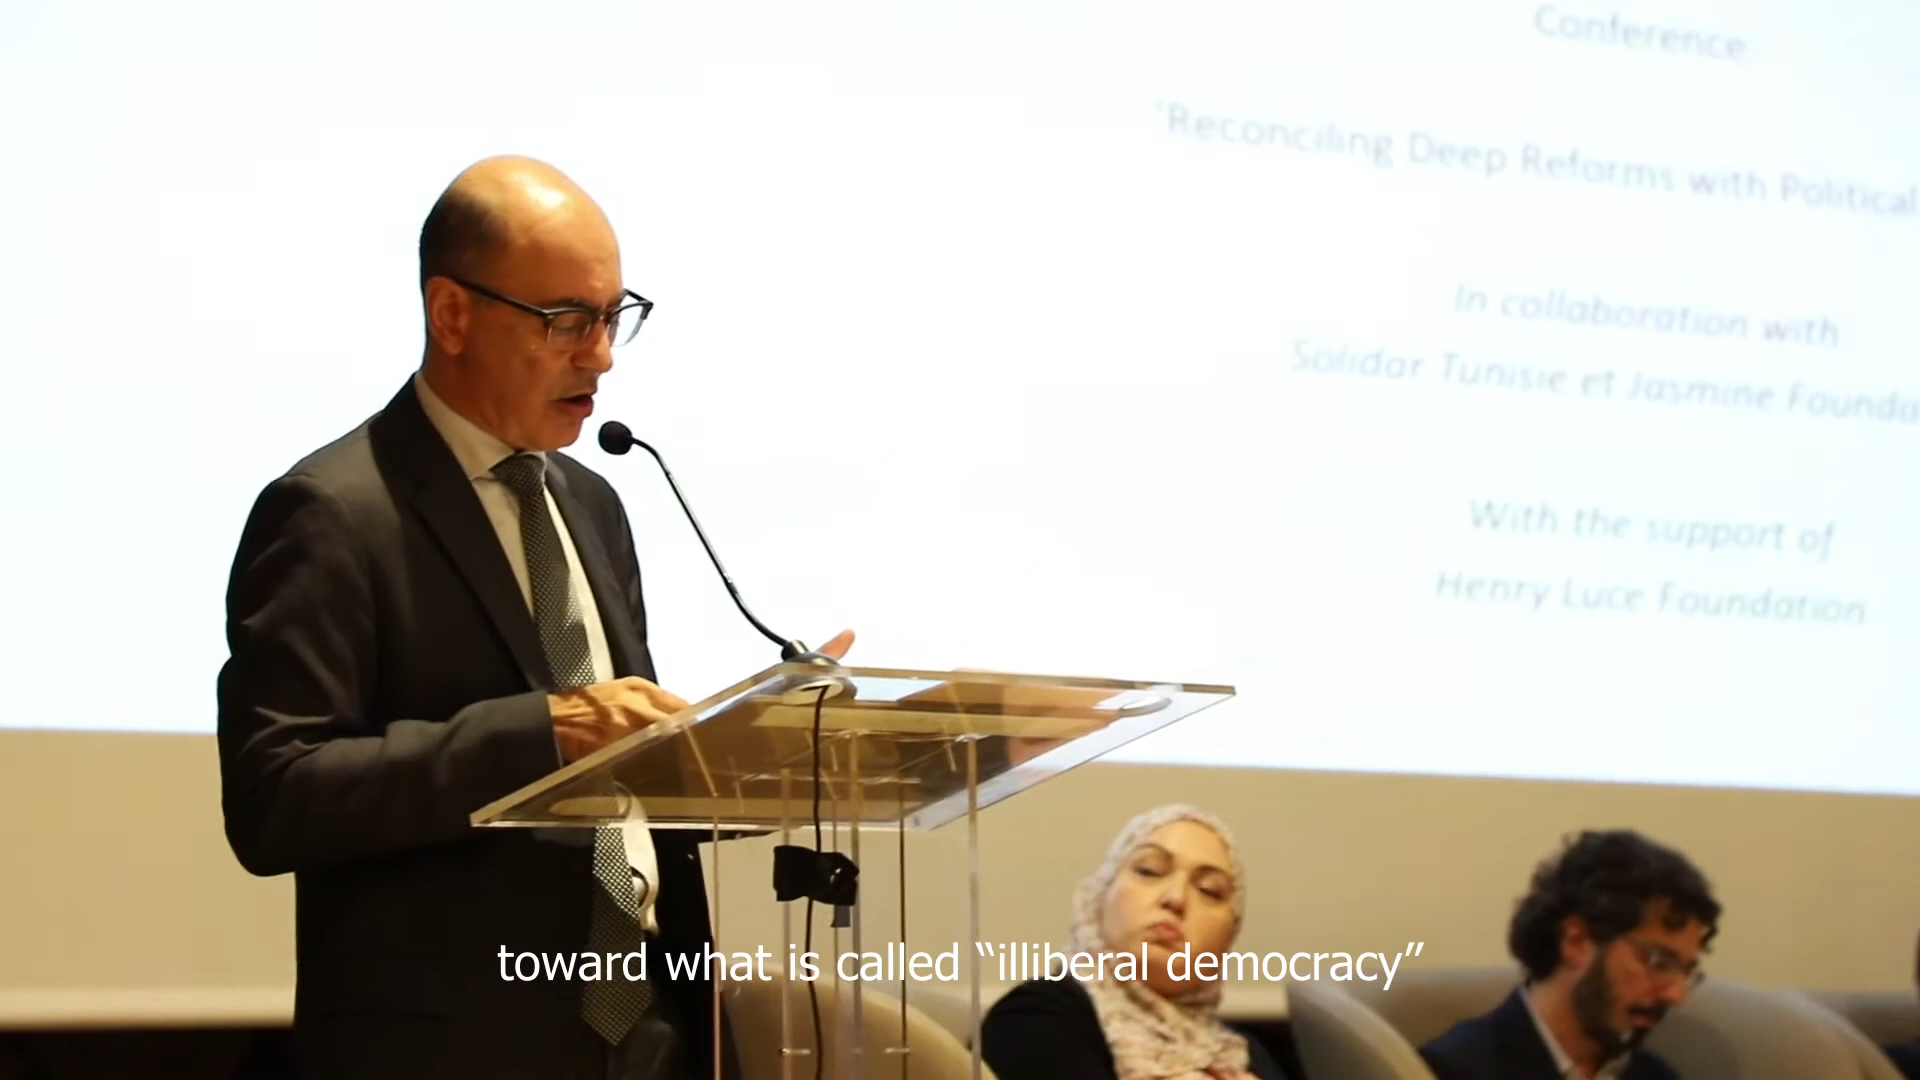 Conference
'Reconciling Deep Reforms with Political
In collaboration with
Solidar Tunisie et Jasmine Founda
With the support of
Henry Luce Foundation
toward what is called “illiberal democracy”